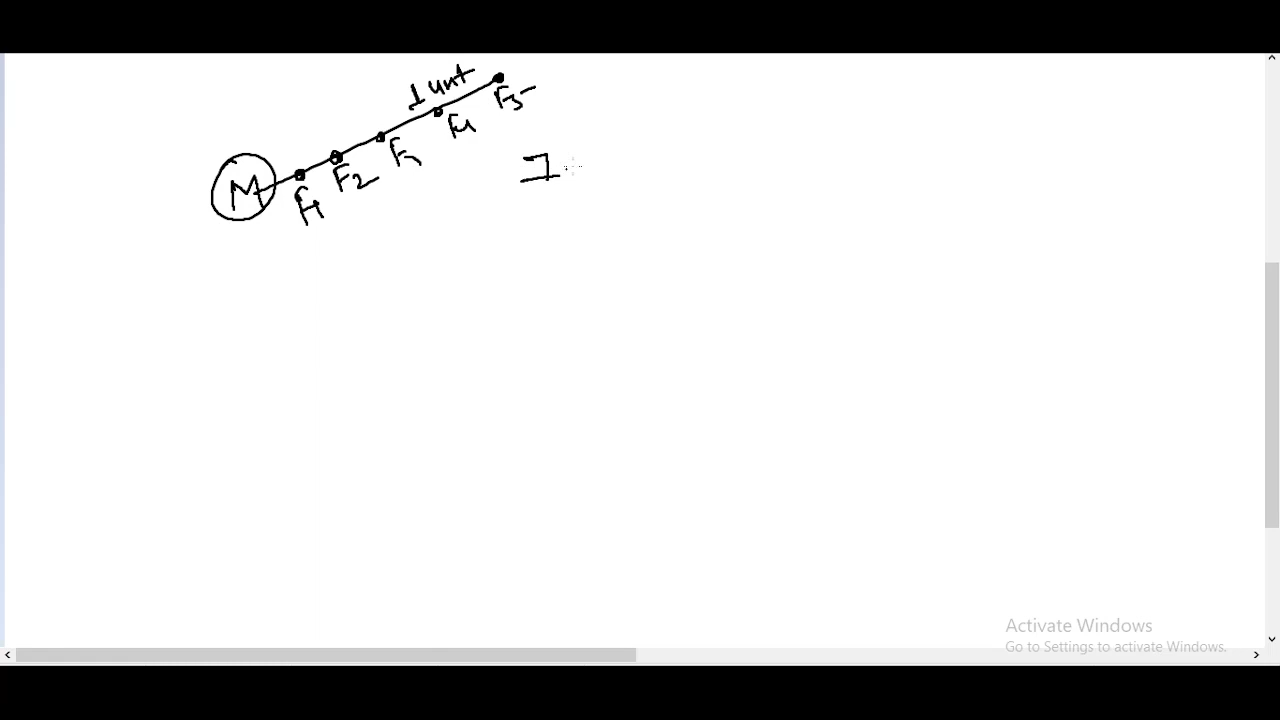 1 unit
M F1 F2 F3 F4 F5
I
Activate Windows
Go to Settings to activate Windows.